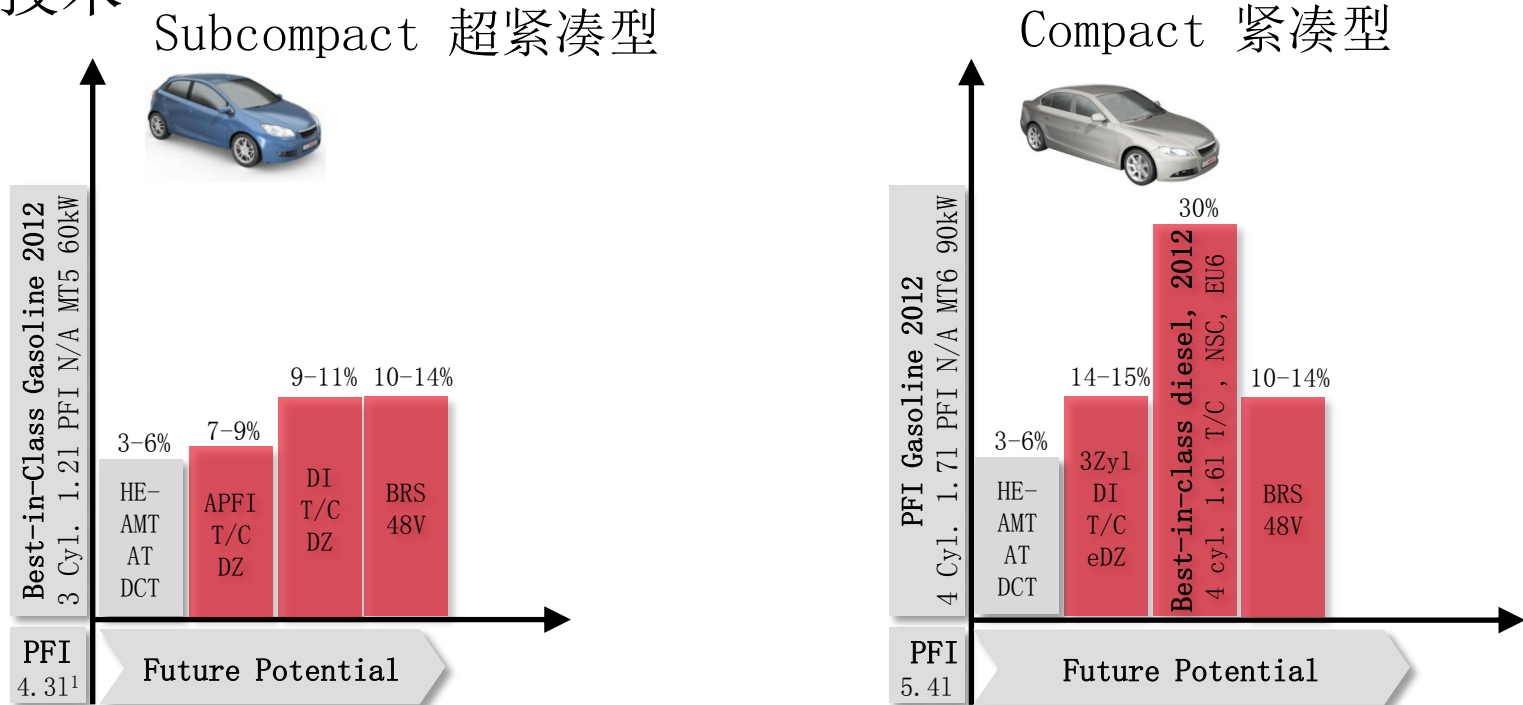 技术
Subcompact 超紧凑型
Best-in-Class Gasoline 2012
3 Cyl. 1.2l PFI N/A MT5 60kW
3-6%
HE-
AMT
AT
DCT
7-9%
APFI
T/C
DZ
9-11%
DI
T/C
DZ
10-14%
BRS
48V
PFI
4.3l¹
Future Potential
Compact 紧凑型
PFI Gasoline 2012
4 Cyl. 1.7l PFI N/A MT6 90kW
3-6%
HE-
AMT
AT
DCT
14-15%
3Zyl
DI
T/C
eDZ
30%
Best-in-class diesel, 2012
4 cyl. 1.6l T/C , NSC, EU6
10-14%
BRS
48V
PFI
5.4l
Future Potential